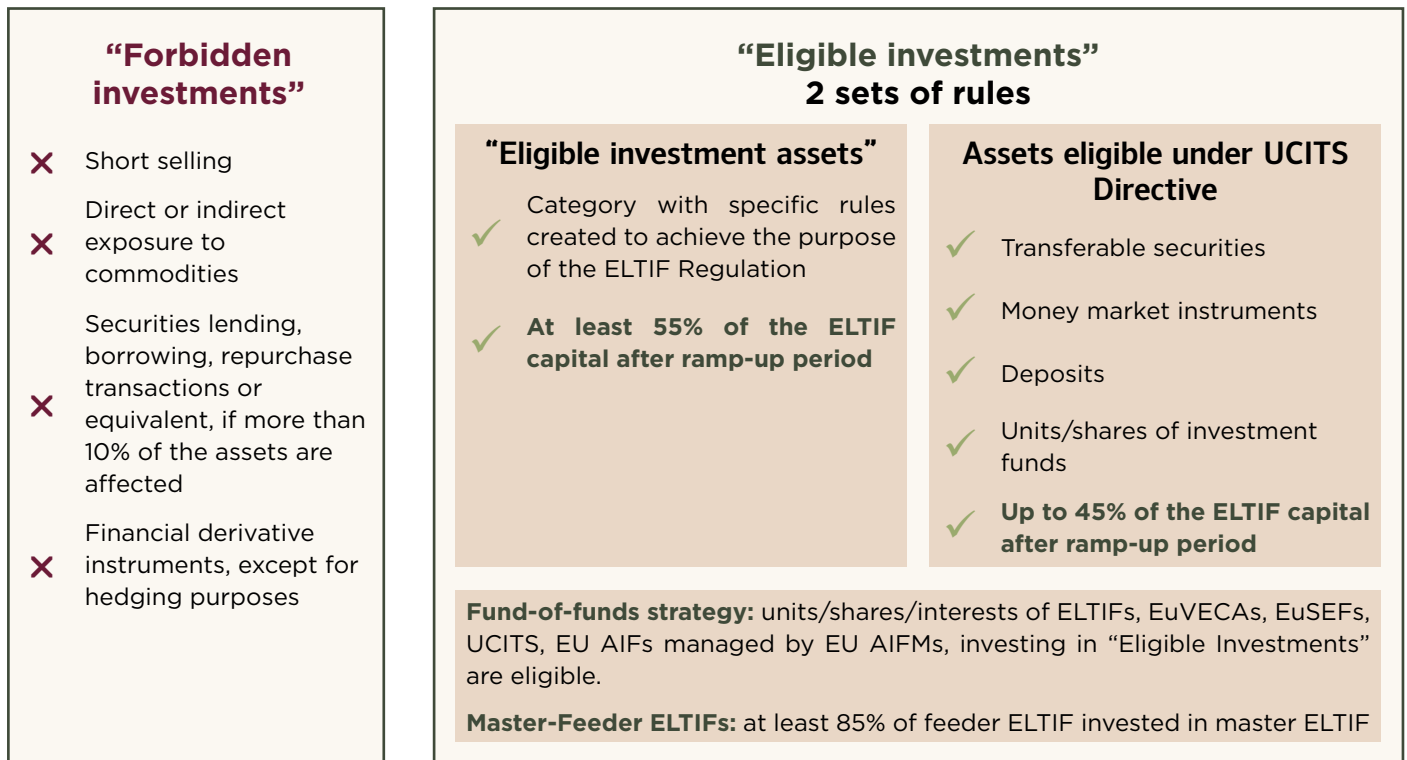 “Forbidden
investments”
Short selling
Direct or indirect
exposure to
commodities
Securities lending,
borrowing, repurchase
transactions or
equivalent, if more than
10% of the assets are
affected
Financial derivative
instruments, except for
hedging purposes
“Eligible investments”
2 sets of rules
“Eligible investment assets”
Category with specific rules
created to achieve the purpose
of the ELTIF Regulation
At least 55% of the ELTIF
capital after ramp-up period
Assets eligible under UCITS
Directive
Transferable securities
Money market instruments
Deposits
Units/shares of investment
funds
Up to 45% of the ELTIF capital
after ramp-up period
Fund-of-funds strategy: units/shares/interests of ELTIFs, EuVECAs, EuSEFs,
UCITS, EU AIFs managed by EU AIFMs, investing in “Eligible Investments”
are eligible.
Master-Feeder ELTIFs: at least 85% of feeder ELTIF invested in master ELTIF